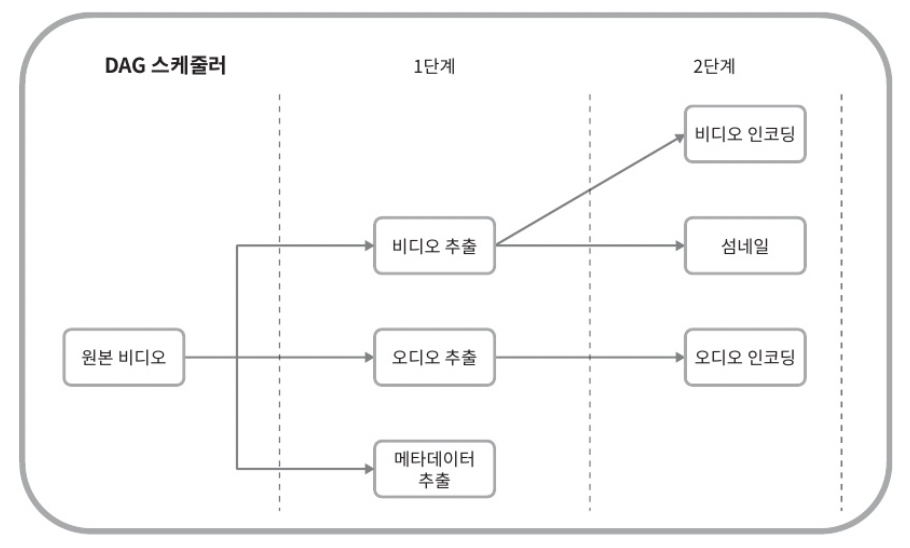 DAG 스케줄러
1단계
2단계
비디오 인코딩
비디오 추출
섬네일
원본 비디오
오디오 추출
오디오 인코딩
메타데이터
추출